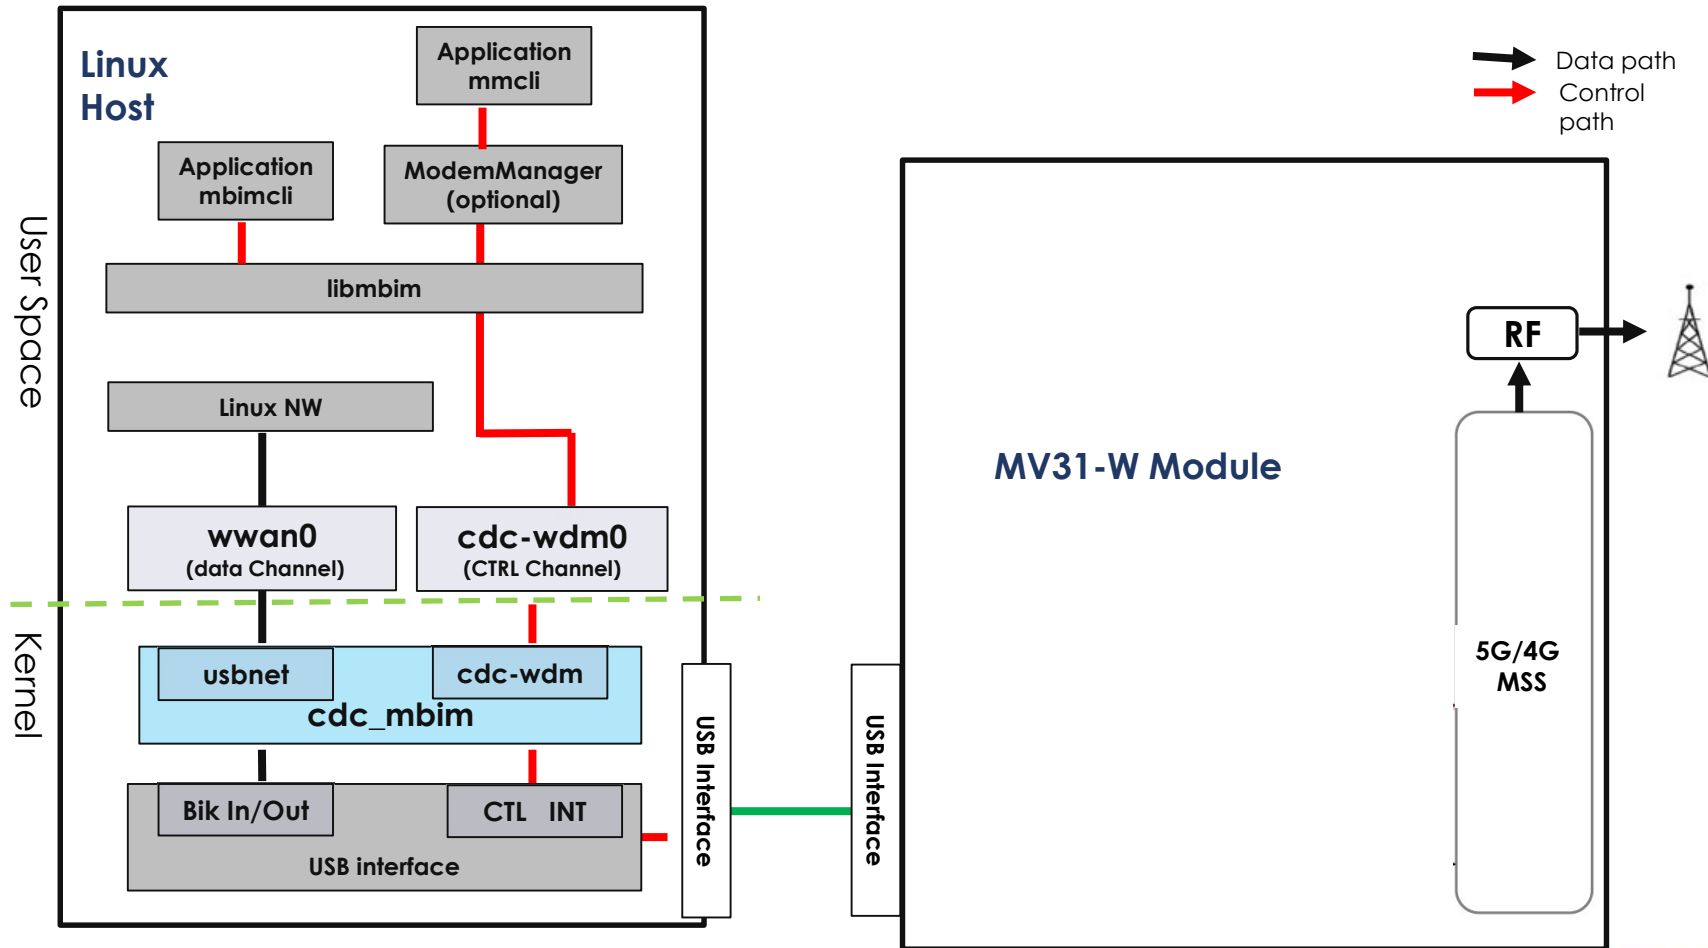 Linux
Host
Application
mmcli
Data path
Control
path
Application
mbimcli
ModemManager
(optional)
User Space
libmbim
RF
Linux NW
MV31-W Module
wwan0
(data Channel)
cdc-wdm0
(CTRL Channel)
Kernel
usbnet
cdc-wdm
cdc_mbim
5G/4G
MSS
USB Interface
USB Interface
Bik In/Out
CTL INT
USB interface